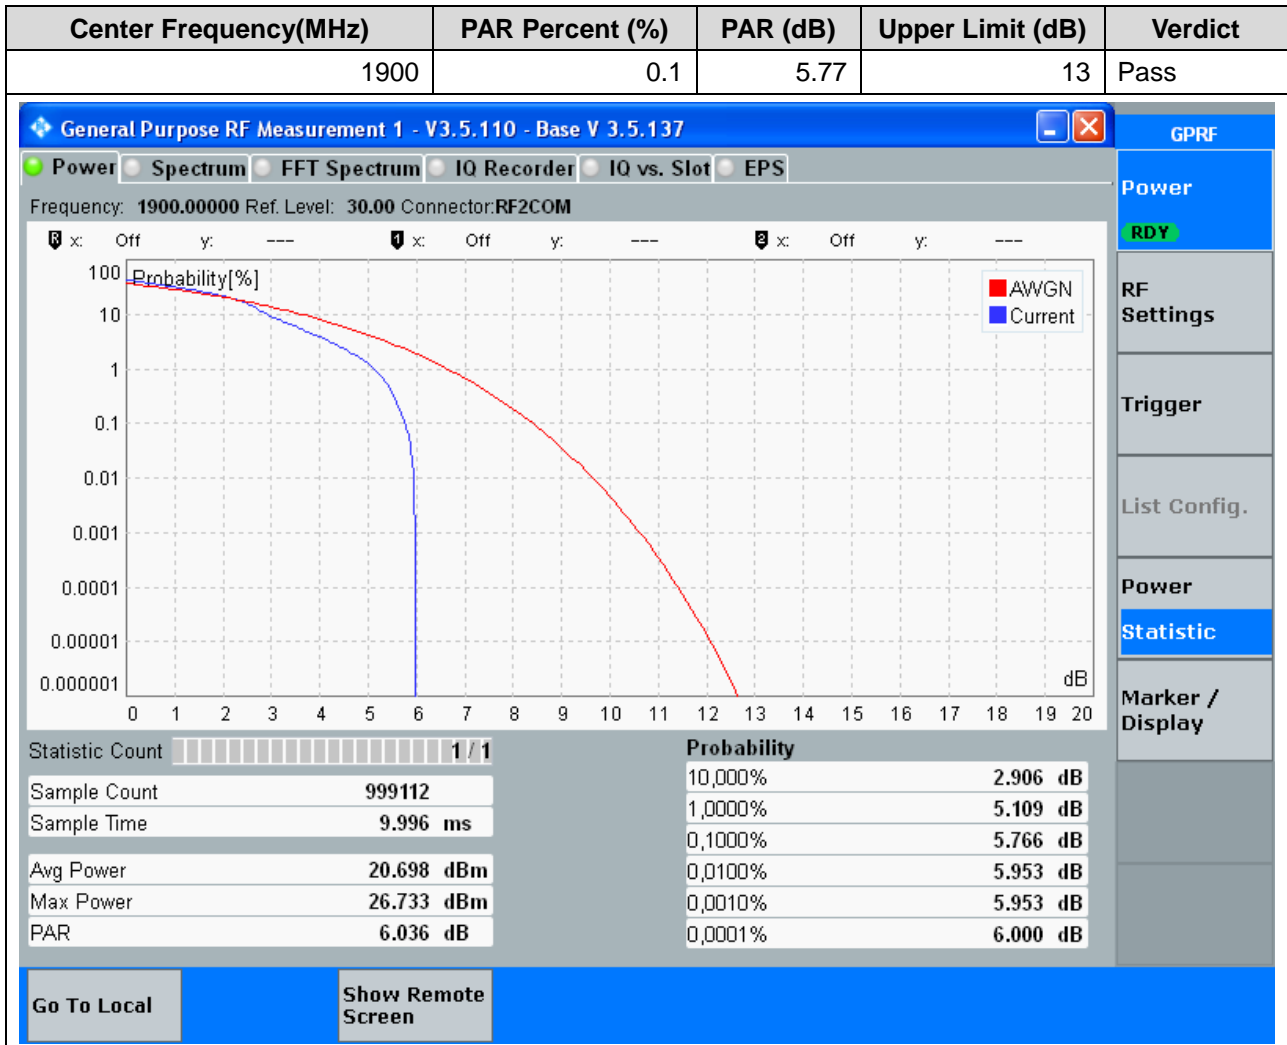 Center Frequency(MHz) PAR Percent (%) PAR (dB) Upper Limit (dB) Verdict
1900 0.1 5.77 13 Pass
General Purpose RF Measurement 1 - V3.5.110 - Base V 3.5.137
GPRF
Power Spectrum FFT Spectrum IQ Recorder IQ vs. Slot EPS
Frequency: 1900.00000 Ref. Level: 30.00 Connector:RF2COM
Power
RDY
R x: Off y: --- 1 x: Off y: --- 2 x: Off y: ---
Probability[%]
AWGN
Current
100
10
1
0.1
0.01
0.001
0.0001
0.00001
0.000001
dB
0 1 2 3 4 5 6 7 8 9 10 11 12 13 14 15 16 17 18 19 20
RF
Settings
Trigger
List Config.
Power
Statistic
Marker /
Display
Statistic Count 1 / 1
Sample Count 999112
Sample Time 9.996 ms
Avg Power 20.698 dBm
Max Power 26.733 dBm
PAR 6.036 dB
Probability
10,000% 2.906 dB
1,0000% 5.109 dB
0,1000% 5.766 dB
0,0100% 5.953 dB
0,0010% 5.953 dB
0,0001% 6.000 dB
Go To Local
Show Remote
Screen